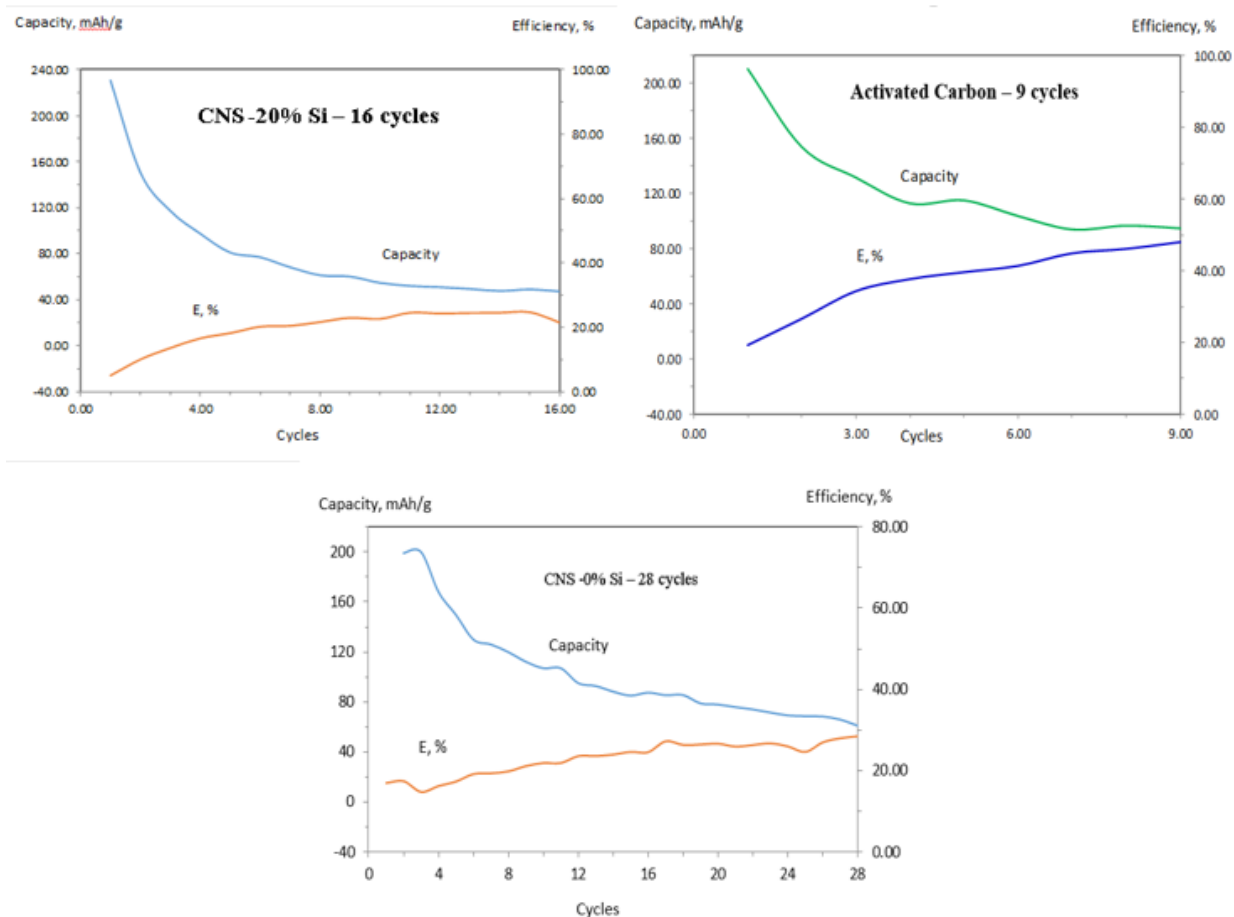 Capacity, mAh/g
Efficiency, %
240.00
200.00
160.00
120.00
80.00
40.00
0.00
-40.00
100.00
80.00
60.00
40.00
20.00
0.00
CNS -20% Si – 16 cycles
Capacity
E, %
0.00 4.00 8.00 12.00 16.00
Cycles
Capacity, mAh/g
Efficiency, %
200.00
160.00
120.00
80.00
40.00
0.00
-40.00
100.00
80.00
60.00
40.00
20.00
0.00
Activated Carbon – 9 cycles
Capacity
E, %
0.00 3.00 6.00 9.00
Cycles
Capacity, mAh/g
Efficiency, %
200
160
120
80
40
0
-40
80.00
60.00
40.00
20.00
0.00
CNS -0% Si – 28 cycles
Capacity
E, %
0 4 8 12 16 20 24 28
Cycles